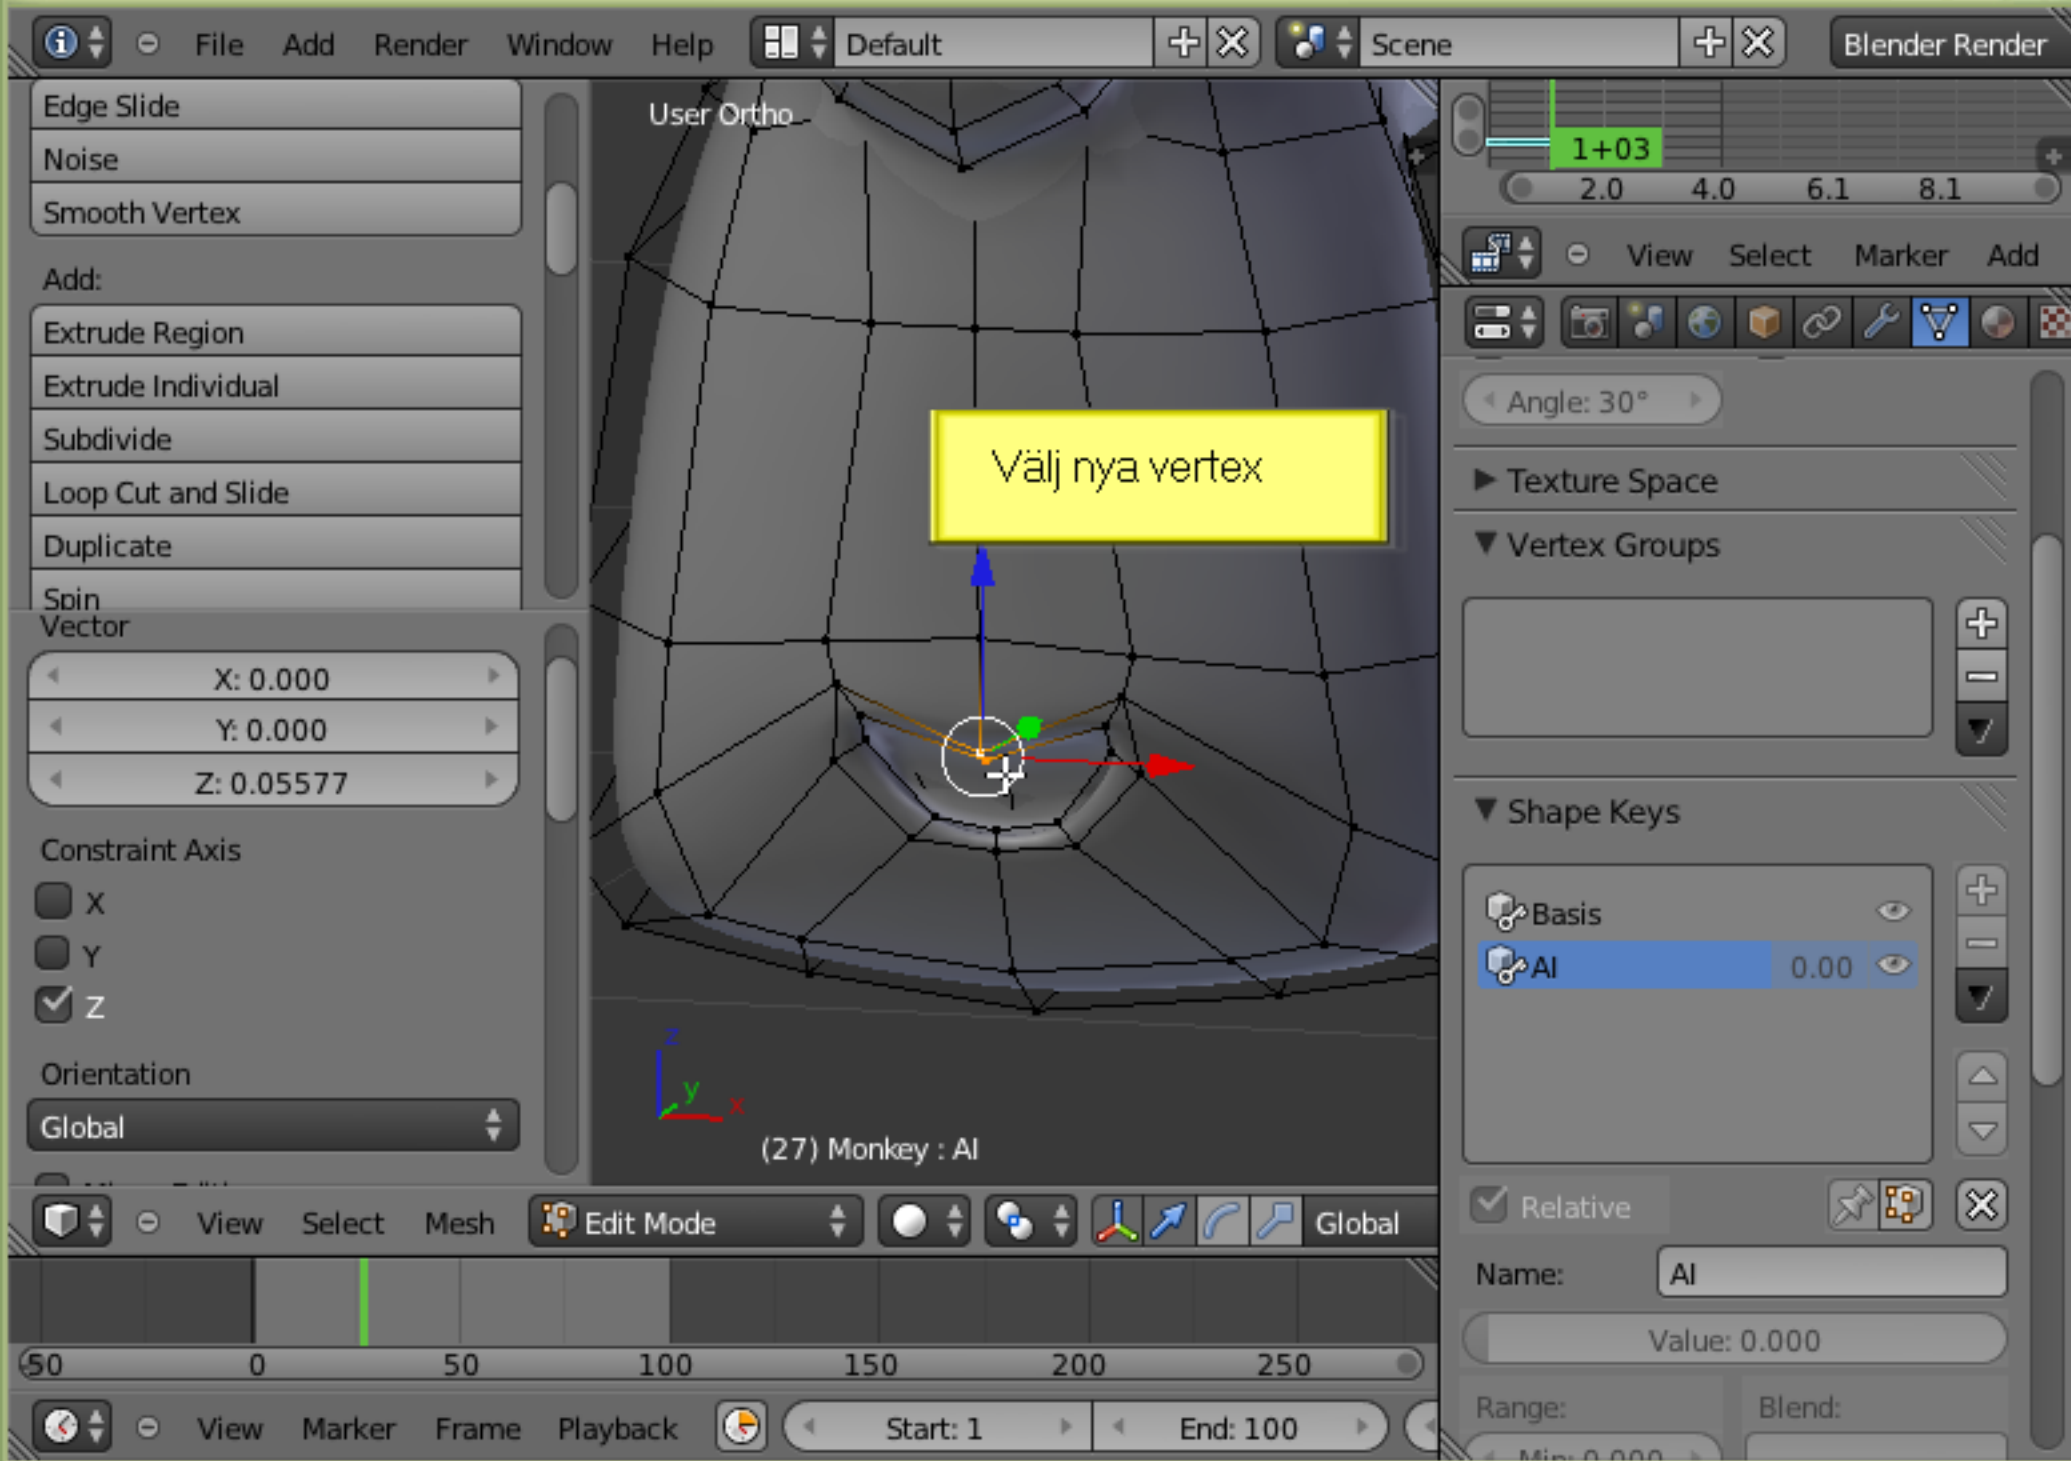 File Add Render Window Help Default Scene Blender Render
Edge Slide
Noise
Smooth Vertex
Add:
Extrude Region
Extrude Individual
Subdivide
Loop Cut and Slide
Duplicate
Spin
Vector
X: 0.000
Y: 0.000
Z: 0.05577
Constraint Axis
X
Y
Z
Orientation
Global
User Ortho
Välj nya vertex
z
y
x
(27) Monkey : AI
View Select Mesh Edit Mode Global
-50 0 50 100 150 200 250
View Marker Frame Playback Start: 1 End: 100
1+03
2.0 4.0 6.1 8.1
View Select Marker Add
Angle: 30°
Texture Space
Vertex Groups
Shape Keys
Basis
AI 0.00
Relative
Name: AI
Value: 0.000
Range: Blend:
Min: 0.000